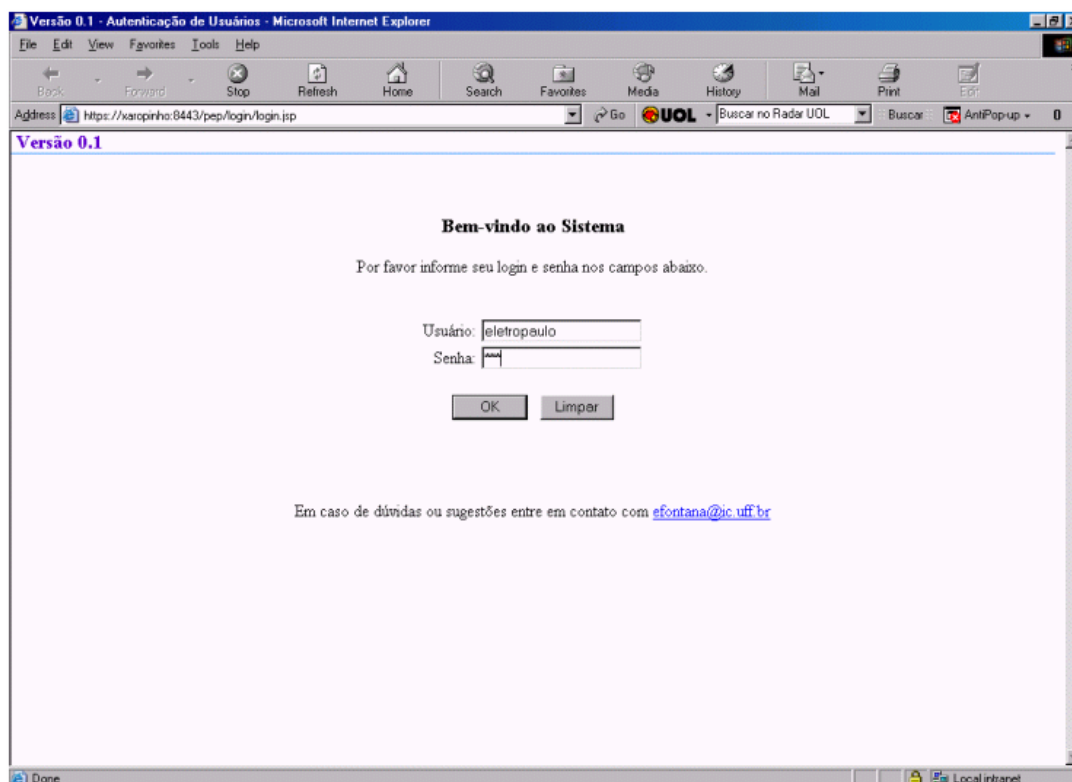 Versão 0.1 - Autenticação de Usuários - Microsoft Internet Explorer
File Edit View Favorites Tools Help
Back Forward Stop Refresh Home Search Favorites Media History Mail Print Edit
Address https://xaropinho:8443/pep/login/login.jsp Go UOL Buscar no Radar UOL Buscar AntiPop-up 0
Versão 0.1
Bem-vindo ao Sistema
Por favor informe seu login e senha nos campos abaixo.
Usuário: eletropaulo
Senha: ****
OK Limpar
Em caso de dúvidas ou sugestões entre em contato com efontana@ic.uff.br
Done Local intranet